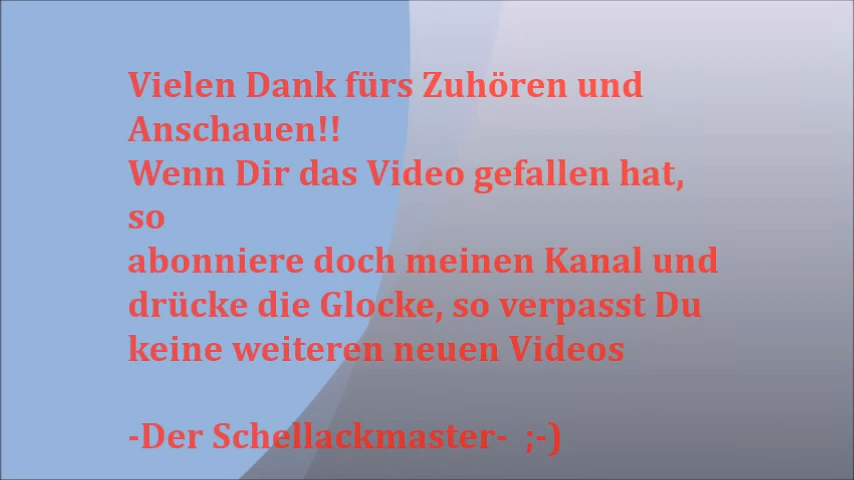 Vielen Dank fürs Zuhören und
Anschauen!!
Wenn Dir das Video gefallen hat,
so
abonniere doch meinen Kanal und
drücke die Glocke, so verpasst Du
keine weiteren neuen Videos
-Der Schellackmaster-  ;-)